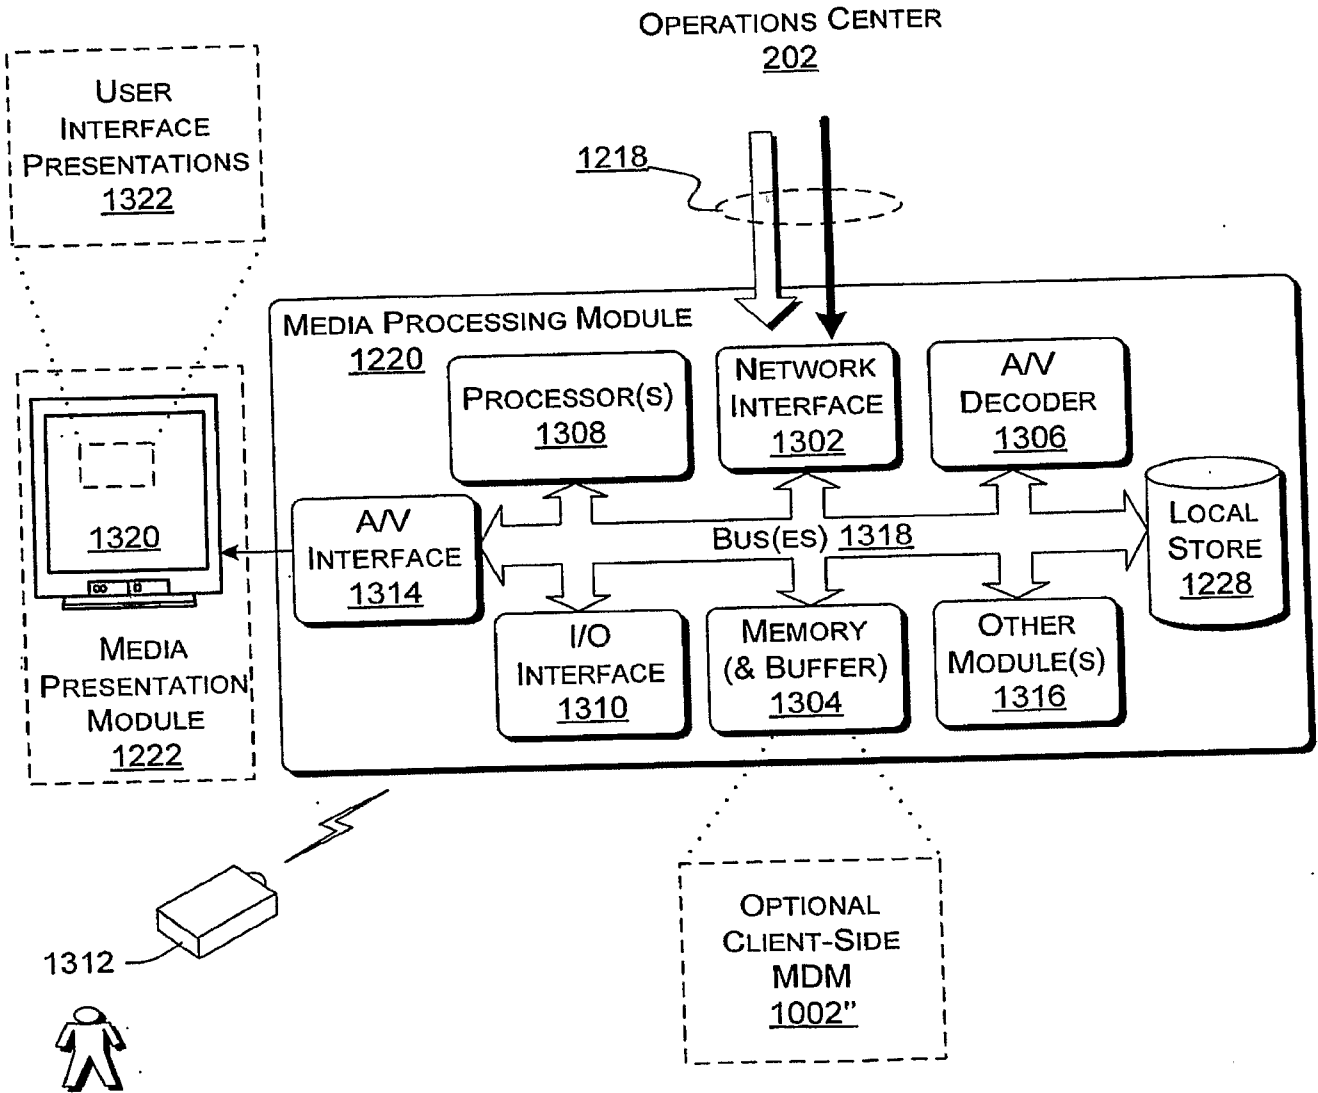 OPERATIONS CENTER
202
USER
INTERFACE
PRESENTATIONS
1322
1218
MEDIA PROCESSING MODULE
1220
PROCESSOR(S)
1308
NETWORK
INTERFACE
1302
A/V
DECODER
1306
A/V
INTERFACE
1314
BUS(ES) 1318
LOCAL
STORE
1228
1320
I/O
INTERFACE
1310
MEMORY
(& BUFFER)
1304
OTHER
MODULE(S)
1316
MEDIA
PRESENTATION
MODULE
1222
OPTIONAL
CLIENT-SIDE
MDM
1002"
1312